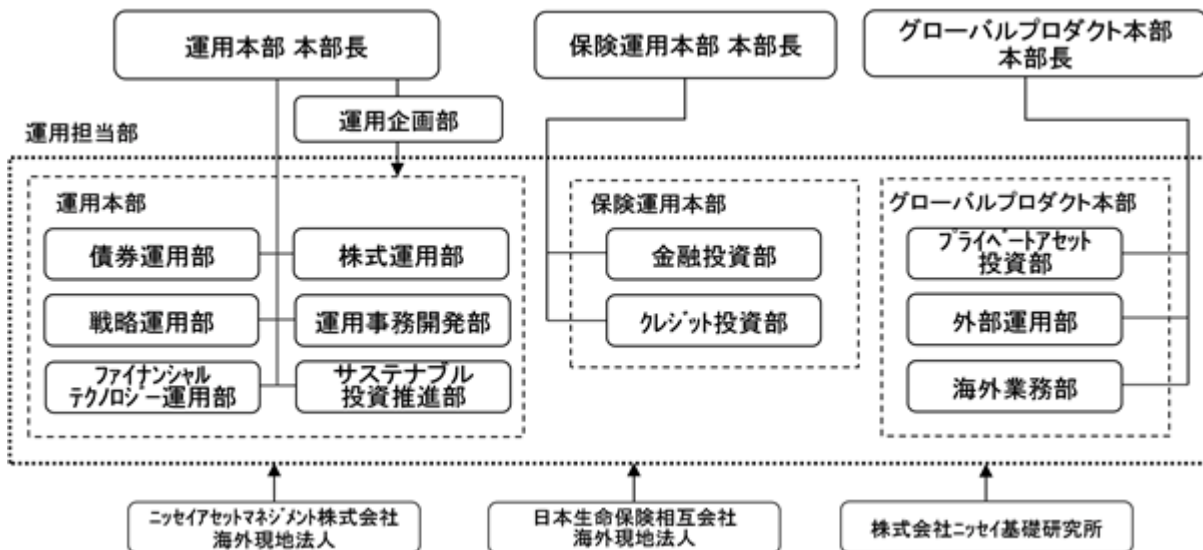 運用本部 本部長
保険運用本部 本部長
グローバルプロダクト本部
本部長
運用企画部
運用担当部
運用本部
債券運用部
株式運用部
戦略運用部
運用事務開発部
ファイナンシャル
テクノロジー運用部
サステナブル
投資推進部
保険運用本部
金融投資部
クレジット投資部
グローバルプロダクト本部
プライベートアセット
投資部
外部運用部
海外業務部
ニッセイアセットマネジメント株式会社
海外現地法人
日本生命保険相互会社
海外現地法人
株式会社ニッセイ基礎研究所